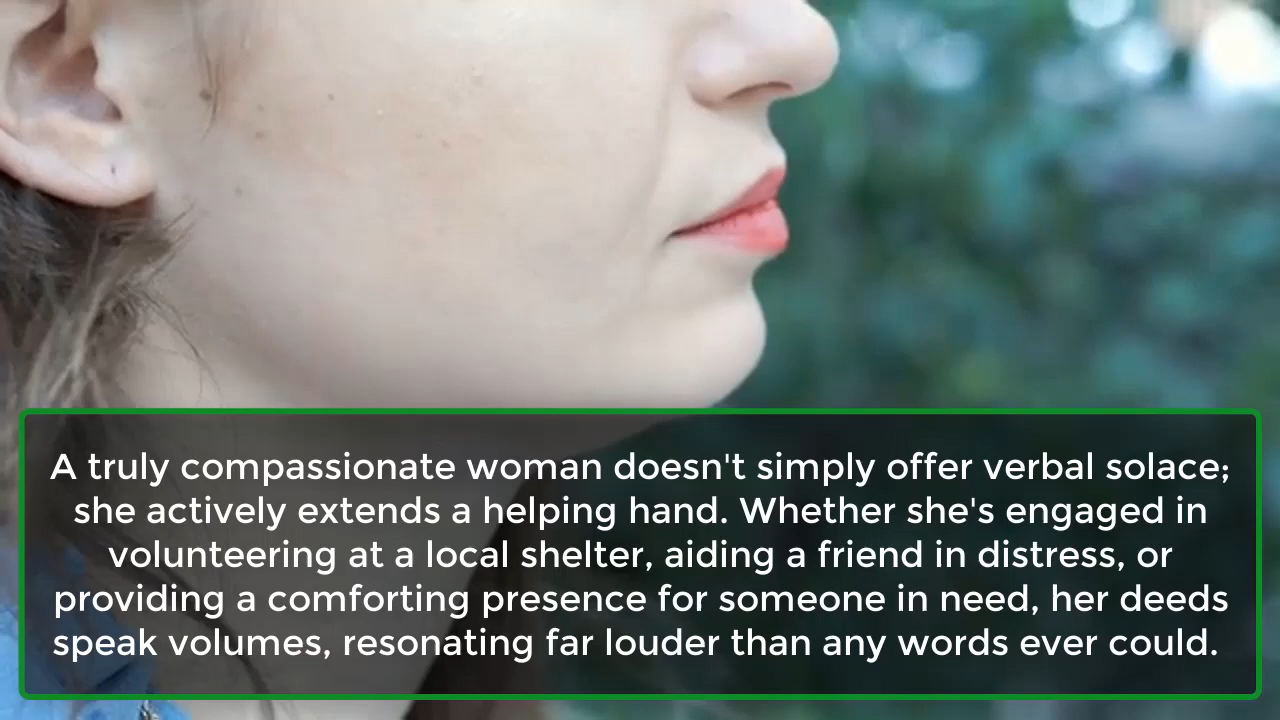 A truly compassionate woman doesn't simply offer verbal solace;
she actively extends a helping hand. Whether she's engaged in
volunteering at a local shelter, aiding a friend in distress, or
providing a comforting presence for someone in need, her deeds
speak volumes, resonating far louder than any words ever could.